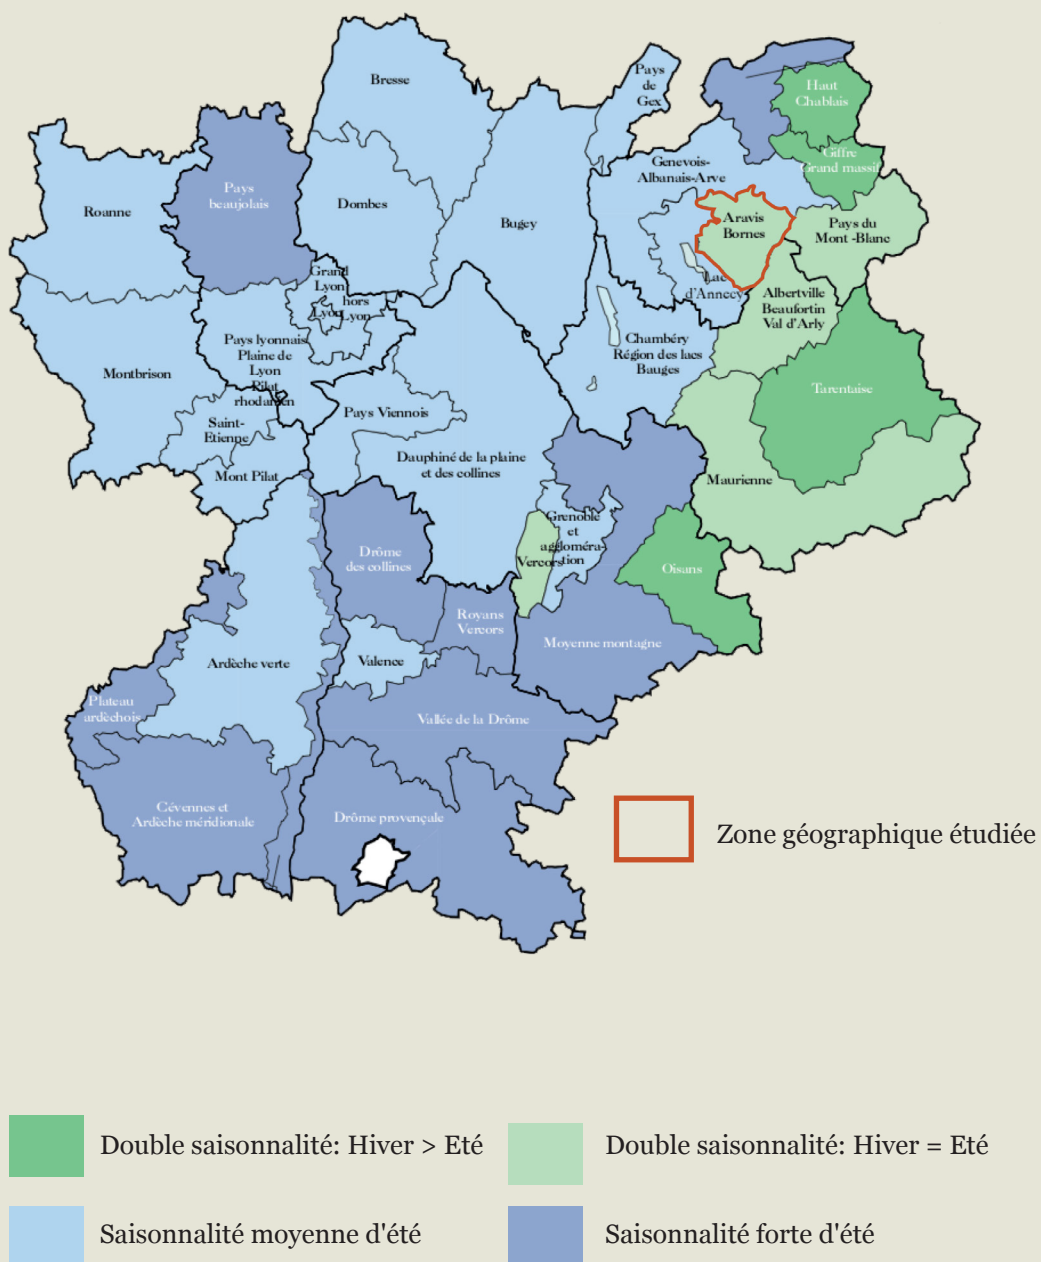 Bresse
Pays
de
Gex
Haut
Chablais
Giffre
Grand massif
Genevois-
Albanais-Arve
Pays
beaujolais
Roanne
Dombes
Bugey
Aravis
Bornes
Pays du
Mont -Blanc
Lac
d'Annecy
Albertville
Beaufortin
Val d'Arly
Grand
Lyon
hors
Lyon
Lyon
Pays lyonnais
Plaine de
Lyon
Pilat
rhodanien
Chambéry
Région des lacs
Bauges
Montbrison
Tarentaise
Pays Viennois
Saint-
Etienne
Mont Pilat
Dauphiné de la plaine
et des collines
Maurienne
Grenoble
et
aggloméra-
tion
Vercors
Drôme
des collines
Oisans
Royans
Vercors
Moyenne montagne
Ardèche verte
Valence
Plateau
ardèchois
Vallée de la Drôme
Cévennes et
Ardèche méridionale
Drôme provençale
Zone géographique étudiée
Double saisonnalité: Hiver > Eté
Double saisonnalité: Hiver = Eté
Saisonnalité moyenne d'été
Saisonnalité forte d'été